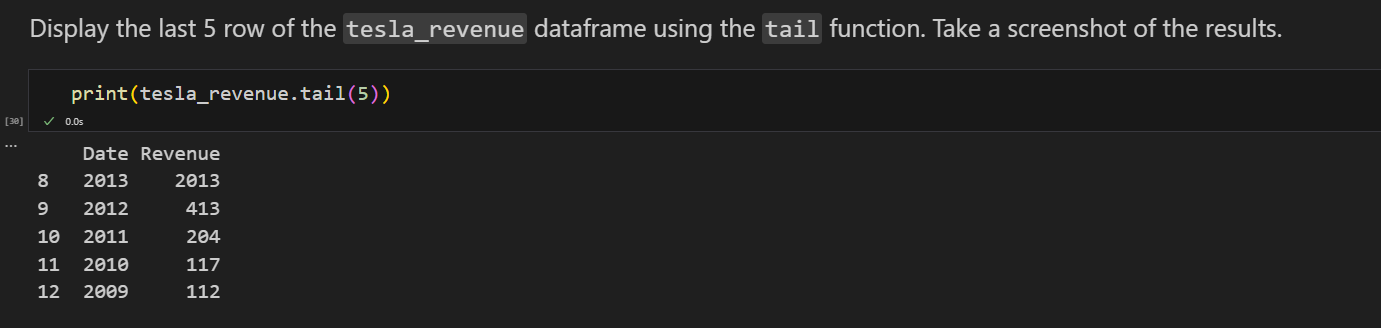 Display the last 5 row of the tesla_revenue dataframe using the tail function. Take a screenshot of the results.
print(tesla_revenue.tail(5))
[30] ✓ 0.0s
...
Date Revenue
8 2013 2013
9 2012 413
10 2011 204
11 2010 117
12 2009 112